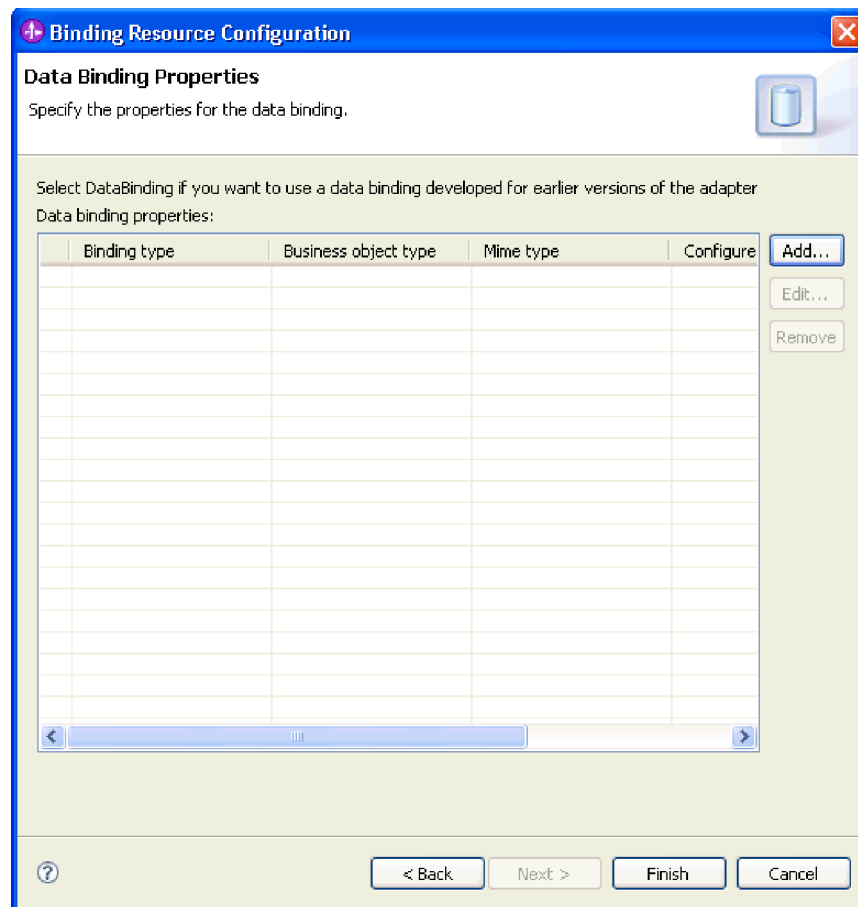 Binding Resource Configuration
Data Binding Properties
Specify the properties for the data binding.
Select DataBinding if you want to use a data binding developed for earlier versions of the adapter
Data binding properties:
Binding type Business object type Mime type Configure
Add...
Edit...
Remove
< Back Next > Finish Cancel